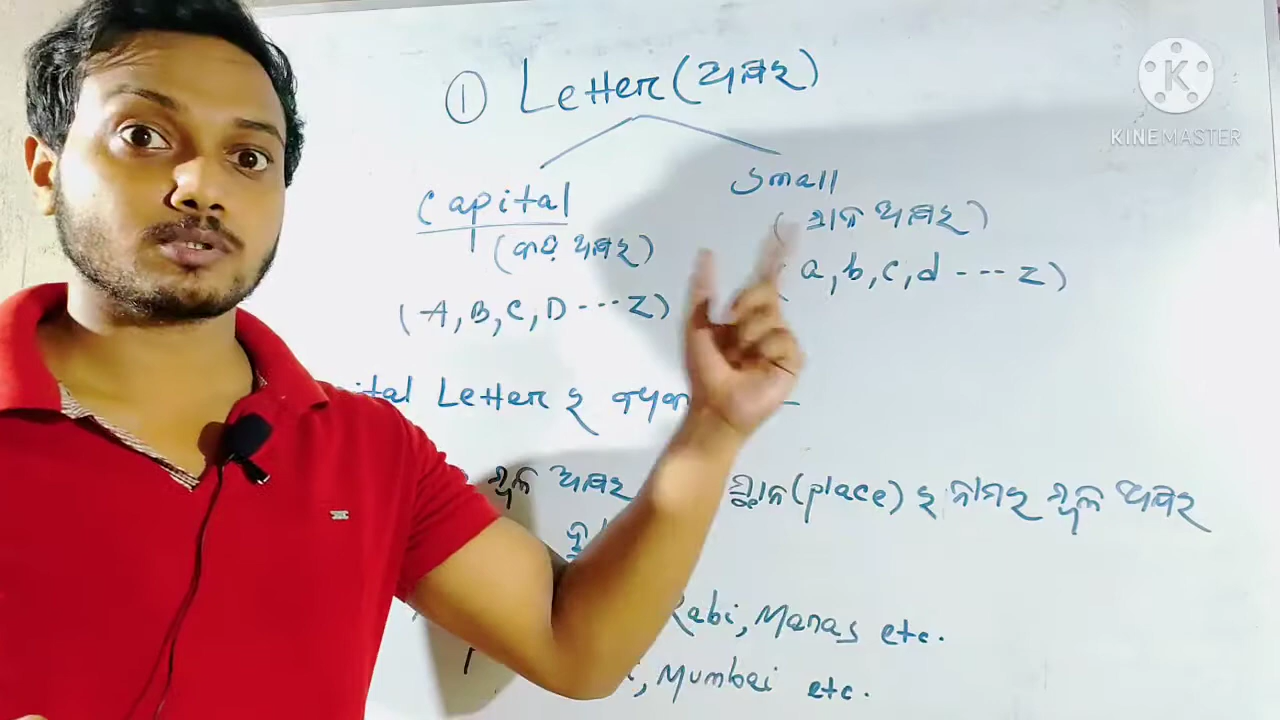 ① Letter (ଅକ୍ଷର)
Capital
(ବଡ଼ ଅକ୍ଷର)
(A, B, C, D --- Z)
Small
(ସାନ ଅକ୍ଷର)
(a, b, c, d ---- z)
ital Letter ର
ମୂଳ ଅକ୍ଷର
ସ୍ଥାନ (place) ର ନାମର ମୂଳ ଅକ୍ଷର
Rabi, Manas etc.
, Mumbai etc.
K
KINEMASTER